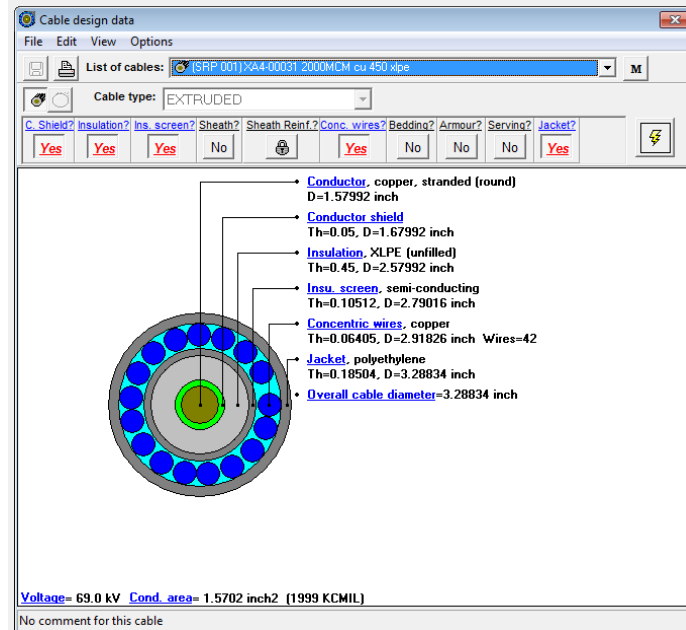 Cable design data
File Edit View Options
List of cables: (SRP 001) XA4-00031 2000MCM cu 450 xlpe M
Cable type: EXTRUDED
C. Shield? Insulation? Ins. screen? Sheath? Sheath Reinf.? Conc. wires? Bedding? Armour? Serving? Jacket?
Yes Yes Yes No Yes No No No Yes
Conductor, copper, stranded (round)
D=1.57992 inch
Conductor shield
Th=0.05, D=1.67992 inch
Insulation, XLPE (unfilled)
Th=0.45, D=2.57992 inch
Insu. screen, semi-conducting
Th=0.10512, D=2.79016 inch
Concentric wires, copper
Th=0.06405, D=2.91826 inch Wires=42
Jacket, polyethylene
Th=0.18504, D=3.28834 inch
Overall cable diameter=3.28834 inch
Voltage= 69.0 kV Cond. area= 1.5702 inch2 (1999 KCMIL)
No comment for this cable